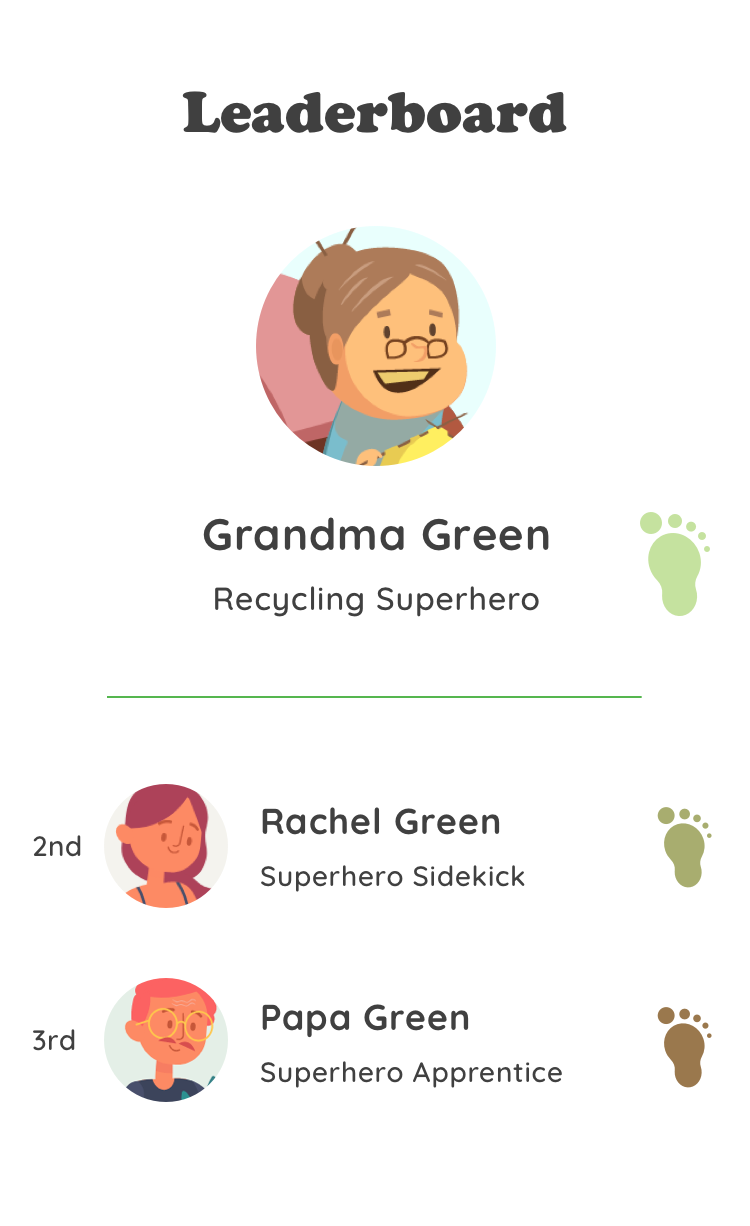 Leaderboard
Grandma Green
Recycling Superhero
2nd
Rachel Green
Superhero Sidekick
3rd
Papa Green
Superhero Apprentice